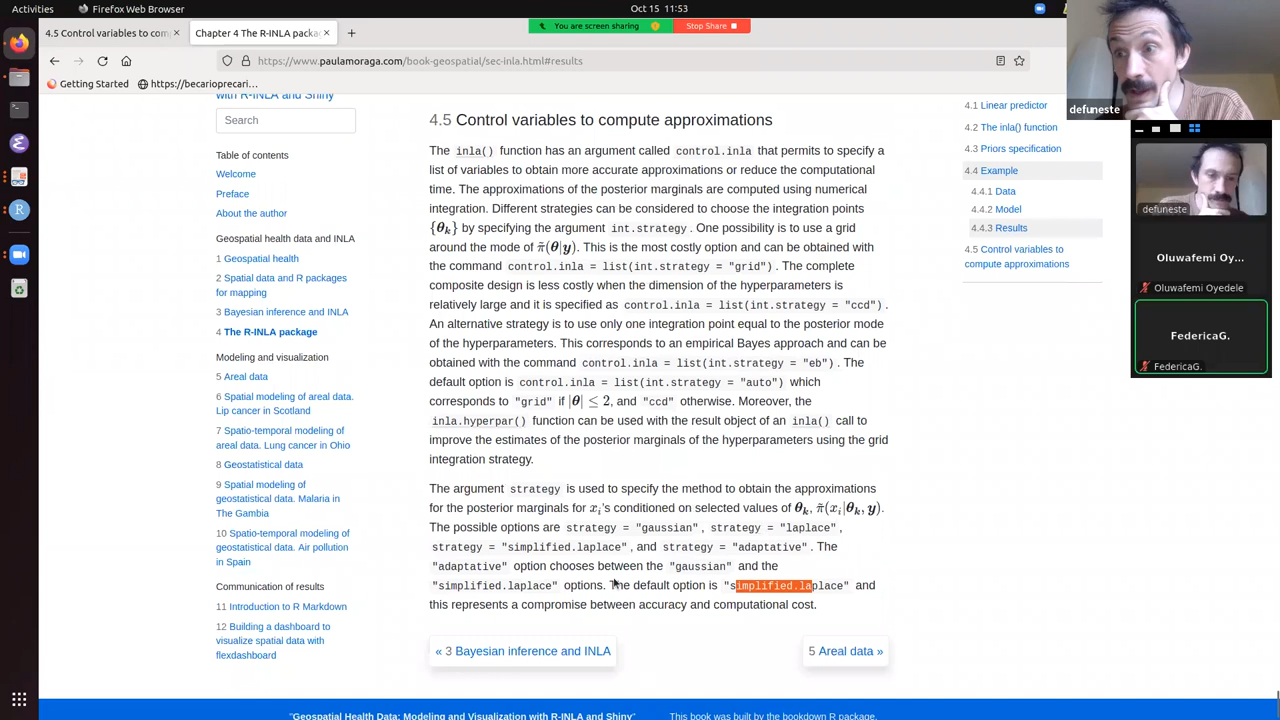 Activities
Firefox Web Browser
Oct 15 11:53
4.5 Control variables to com
Chapter 4 The R-INLA packa
You are screen sharing
Stop Share
https://www.paulamoraga.com/book-geospatial/sec-inla.html#results
Getting Started
https://becarioprecari...
defuneste
defuneste
Oluwafemi Oy...
Oluwafemi Oyedele
FedericaG.
FedericaG.
with R-INLA and Shiny
Search
Table of contents
Welcome
Preface
About the author
Geospatial health data and INLA
1 Geospatial health
2 Spatial data and R packages
for mapping
3 Bayesian inference and INLA
4 The R-INLA package
Modeling and visualization
5 Areal data
6 Spatial modeling of areal data.
Lip cancer in Scotland
7 Spatio-temporal modeling of
areal data. Lung cancer in Ohio
8 Geostatistical data
9 Spatial modeling of
geostatistical data. Malaria in
The Gambia
10 Spatio-temporal modeling of
geostatistical data. Air pollution
in Spain
Communication of results
11 Introduction to R Markdown
12 Building a dashboard to
visualize spatial data with
flexdashboard
4.5 Control variables to compute approximations
The inla() function has an argument called control.inla that permits to specify a
list of variables to obtain more accurate approximations or reduce the computational
time. The approximations of the posterior marginals are computed using numerical
integration. Different strategies can be considered to choose the integration points
{θk} by specifying the argument int.strategy. One possibility is to use a grid
around the mode of π̃(θ|y). This is the most costly option and can be obtained with
the command control.inla = list(int.strategy = "grid"). The complete
composite design is less costly when the dimension of the hyperparameters is
relatively large and it is specified as control.inla = list(int.strategy = "ccd").
An alternative strategy is to use only one integration point equal to the posterior mode
of the hyperparameters. This corresponds to an empirical Bayes approach and can be
obtained with the command control.inla = list(int.strategy = "eb"). The
default option is control.inla = list(int.strategy = "auto") which
corresponds to "grid" if |θ| ≤ 2, and "ccd" otherwise. Moreover, the
inla.hyperpar() function can be used with the result object of an inla() call to
improve the estimates of the posterior marginals of the hyperparameters using the grid
integration strategy.
The argument strategy is used to specify the method to obtain the approximations
for the posterior marginals for xi's conditioned on selected values of θk, π̃(xi|θk, y).
The possible options are strategy = "gaussian", strategy = "laplace",
strategy = "simplified.laplace", and strategy = "adaptative". The
"adaptative" option chooses between the "gaussian" and the
"simplified.laplace" options. The default option is "simplified.laplace" and
this represents a compromise between accuracy and computational cost.
« 3 Bayesian inference and INLA
5 Areal data »
4.1 Linear predictor
4.2 The inla() function
4.3 Priors specification
4.4 Example
4.4.1 Data
4.4.2 Model
4.4.3 Results
4.5 Control variables to
compute approximations
"Geospatial Health Data: Modeling and Visualization with R-INLA and Shiny"
This book was built by the bookdown R package.